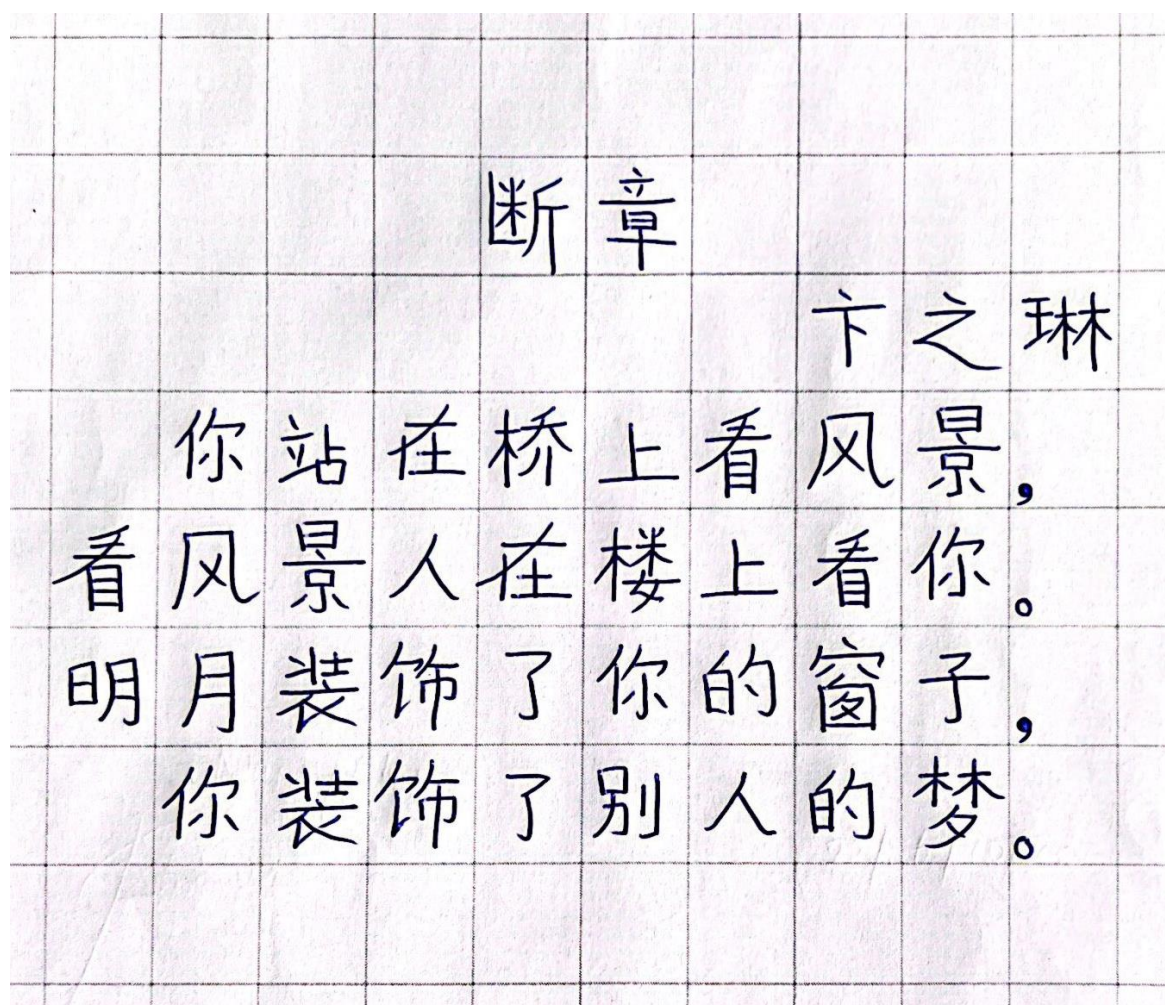 断章
卞之琳
你站在桥上看风景，
看风景人在楼上看你。
明月装饰了你的窗子，
你装饰了别人的梦。